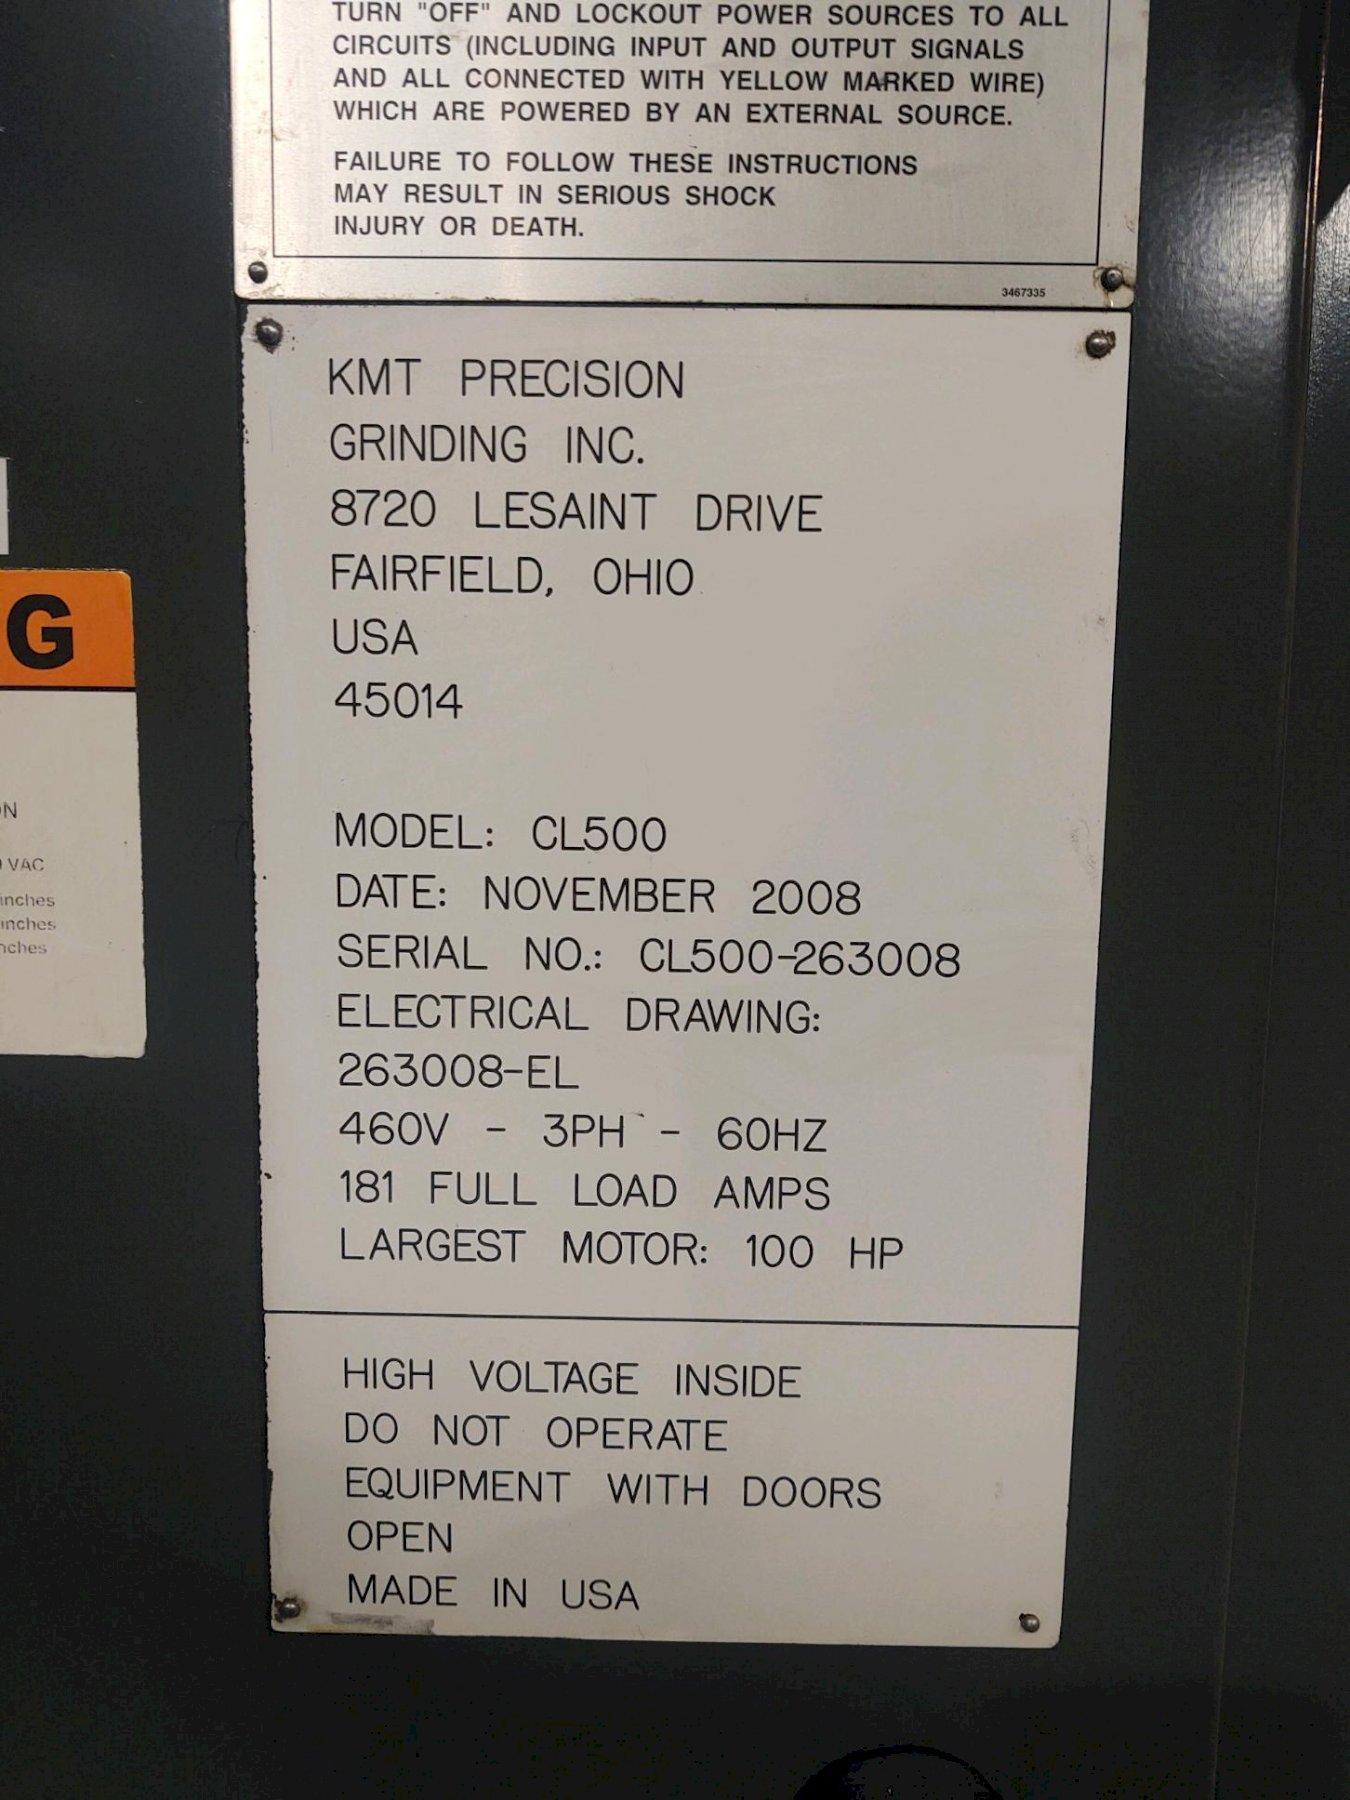 TURN "OFF" AND LOCKOUT POWER SOURCES TO ALL
CIRCUITS (INCLUDING INPUT AND OUTPUT SIGNALS
AND ALL CONNECTED WITH YELLOW MARKED WIRE)
WHICH ARE POWERED BY AN EXTERNAL SOURCE.
FAILURE TO FOLLOW THESE INSTRUCTIONS
MAY RESULT IN SERIOUS SHOCK
INJURY OR DEATH.
3467335
KMT PRECISION
GRINDING INC.
8720 LESAINT DRIVE
FAIRFIELD, OHIO
USA
45014
MODEL: CL500
DATE: NOVEMBER 2008
SERIAL NO.: CL500-263008
ELECTRICAL DRAWING:
263008-EL
460V - 3PH - 60HZ
181 FULL LOAD AMPS
LARGEST MOTOR: 100 HP
HIGH VOLTAGE INSIDE
DO NOT OPERATE
EQUIPMENT WITH DOORS
OPEN
MADE IN USA
G
VAC
inches
inches